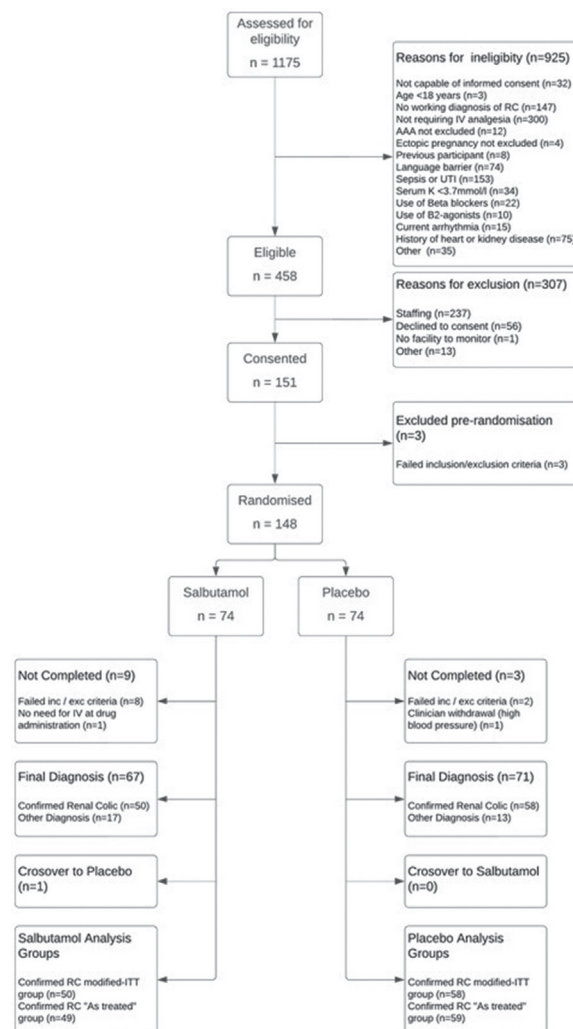 Assessed for
eligibility
n = 1175
Reasons for ineligibity (n=925)
Not capable of informed consent (n=32)
Age <18 years (n=3)
No working diagnosis of RC (n=147)
Not requiring IV analgesia (n=300)
AAA not excluded (n=12)
Ectopic pregnancy not excluded (n=4)
Previous participant (n=8)
Language barrier (n=74)
Sepsis or UTI (n=153)
Serum K <3.7mmol/l (n=34)
Use of Beta blockers (n=22)
Use of B2-agonists (n=10)
Current arrhythmia (n=15)
History of heart or kidney disease (n=75)
Other (n=35)
Eligible
n = 458
Reasons for exclusion (n=307)
Staffing (n=237)
Declined to consent (n=56)
No facility to monitor (n=1)
Other (n=13)
Consented
n = 151
Excluded pre-randomisation
(n=3)
Failed inclusion/exclusion criteria (n=3)
Randomised
n = 148
Salbutamol
n = 74
Placebo
n = 74
Not Completed (n=9)
Failed inc / exc criteria (n=8)
No need for IV at drug
administration (n=1)
Not Completed (n=3)
Failed inc / exc criteria (n=2)
Clinician withdrawal (high
blood pressure) (n=1)
Final Diagnosis (n=67)
Confirmed Renal Colic (n=50)
Other Diagnosis (n=17)
Final Diagnosis (n=71)
Confirmed Renal Colic (n=58)
Other Diagnosis (n=13)
Crossover to Placebo
(n=1)
Crossover to Salbutamol
(n=0)
Salbutamol Analysis
Groups
Confirmed RC modified-ITT
group (n=50)
Confirmed RC "As treated"
group (n=49)
Placebo Analysis
Groups
Confirmed RC modified-ITT
group (n=58)
Confirmed RC "As treated"
group (n=59)